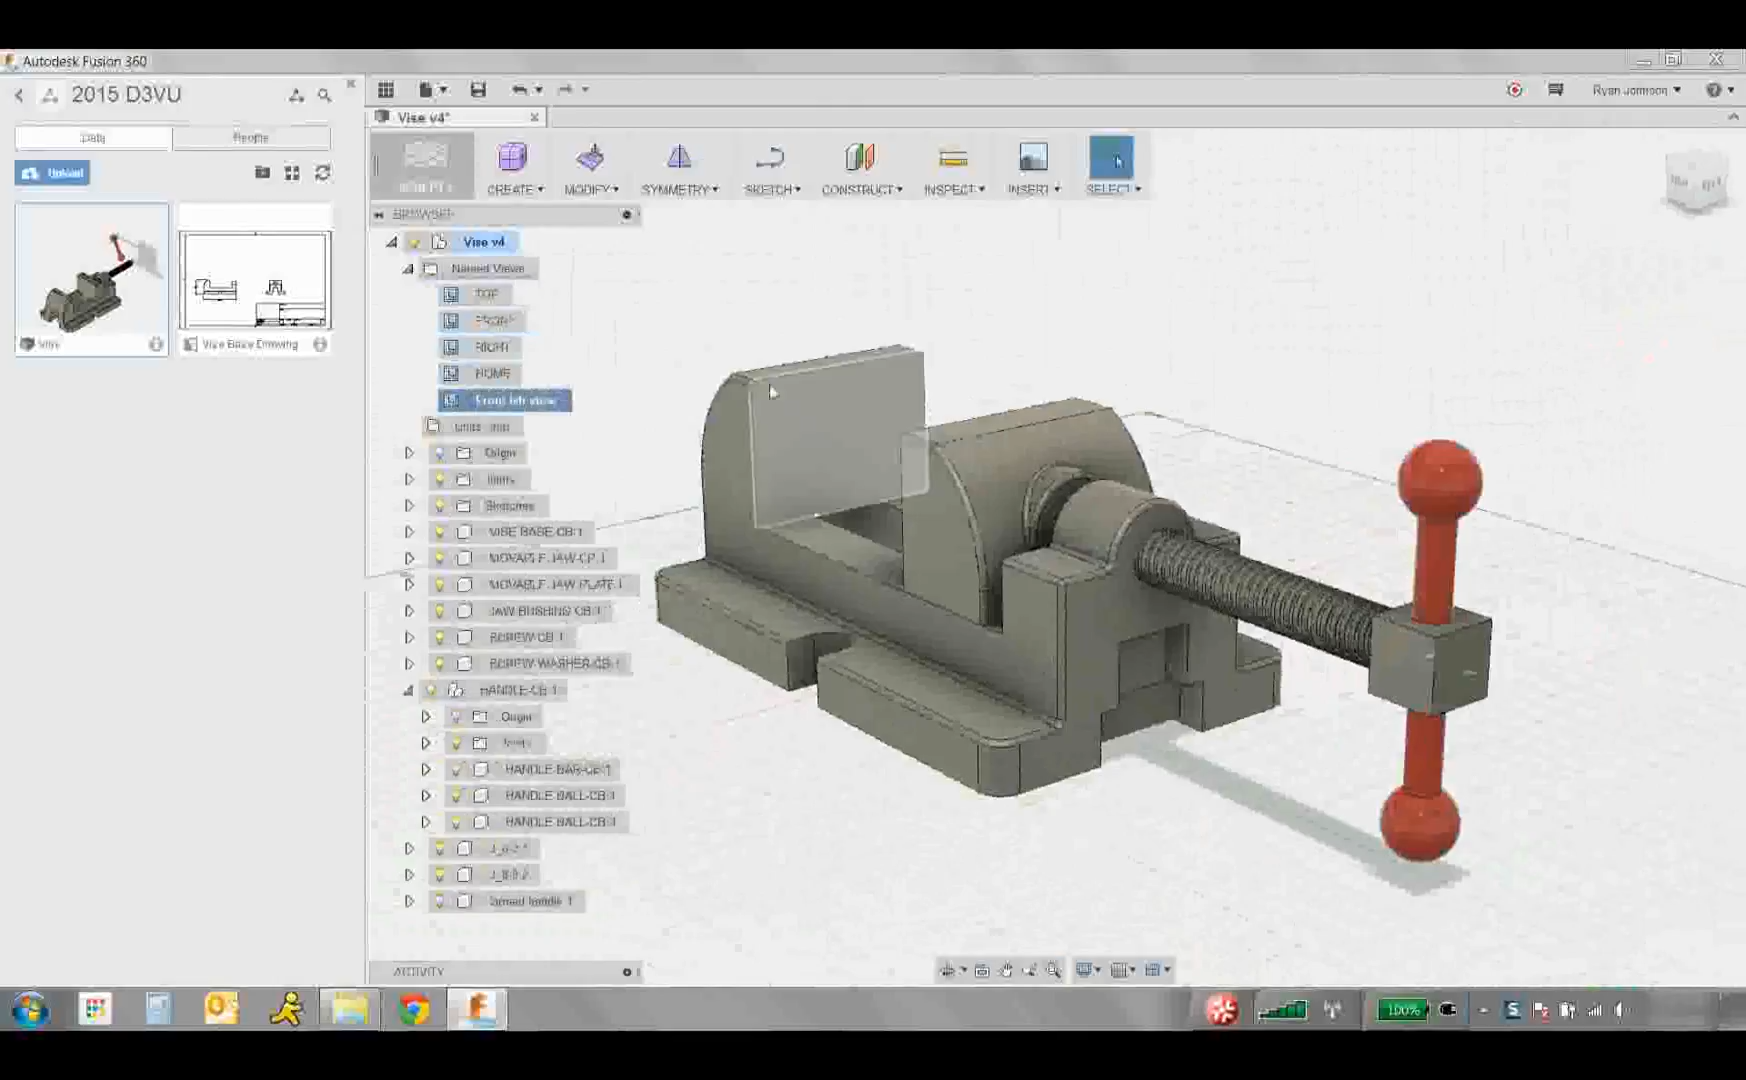 Autodesk Fusion 360
2015 D3VU
Data
People
Upload
Vise
Vise Base Drawing
Vise v4*
CREATE
MODIFY
SYMMETRY
SKETCH
CONSTRUCT
INSPECT
INSERT
SELECT
BROWSER
Vise v4
Named Views
TOP
FRONT
RIGHT
HOME
Front left view
Origin
Joints
Sketches
VISE BASE-CB:1
MOVABLE JAW-CB:1
MOVABLE JAW PLATE:1
JAW BUSHING CB:1
SCREW-CB:1
SCREW WASHER-CB:1
HANDLE-CB:1
Origin
Joints
HANDLE BAR-CB:1
HANDLE BALL-CB:1
HANDLE BALL-CB:1
ACTIVITY
100%